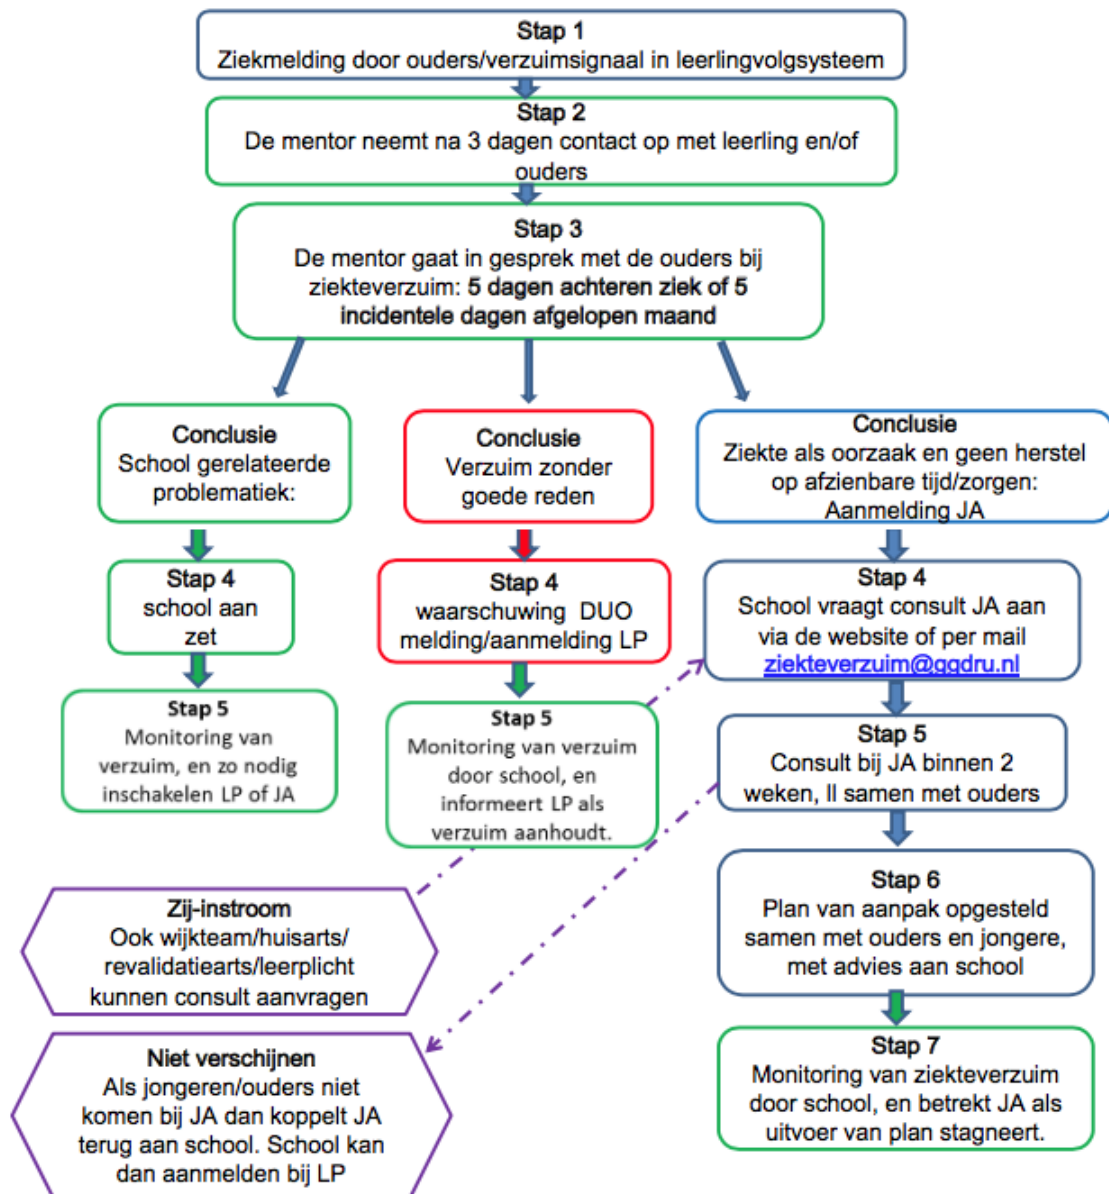 Stap 1
Ziekmelding door ouders/verzuimsignaal in leerlingvolgsysteem
Stap 2
De mentor neemt na 3 dagen contact op met leerling en/of
ouders
Stap 3
De mentor gaat in gesprek met de ouders bij
ziekteverzuim: 5 dagen achteren ziek of 5
incidentele dagen afgelopen maand
Conclusie
School gerelateerde
problematiek:
Stap 4
school aan
zet
Stap 5
Monitoring van
verzuim, en zo nodig
inschakelen LP of JA
Conclusie
Verzuim zonder
goede reden
Stap 4
waarschuwing DUO
melding/aanmelding LP
Stap 5
Monitoring van verzuim
door school, en
informeert LP als
verzuim aanhoudt.
Conclusie
Ziekte als oorzaak en geen herstel
op afzienbare tijd/zorgen:
Aanmelding JA
Stap 4
School vraagt consult JA aan
via de website of per mail
ziekteverzuim@ggdru.nl
Stap 5
Consult bij JA binnen 2
weken, ll samen met ouders
Stap 6
Plan van aanpak opgesteld
samen met ouders en jongere,
met advies aan school
Stap 7
Monitoring van ziekteverzuim
door school, en betrekt JA als
uitvoer van plan stagneert.
Zij-instroom
Ook wijkteam/huisarts/
revalidatiearts/leerplicht
kunnen consult aanvragen
Niet verschijnen
Als jongeren/ouders niet
komen bij JA dan koppelt JA
terug aan school. School kan
dan aanmelden bij LP